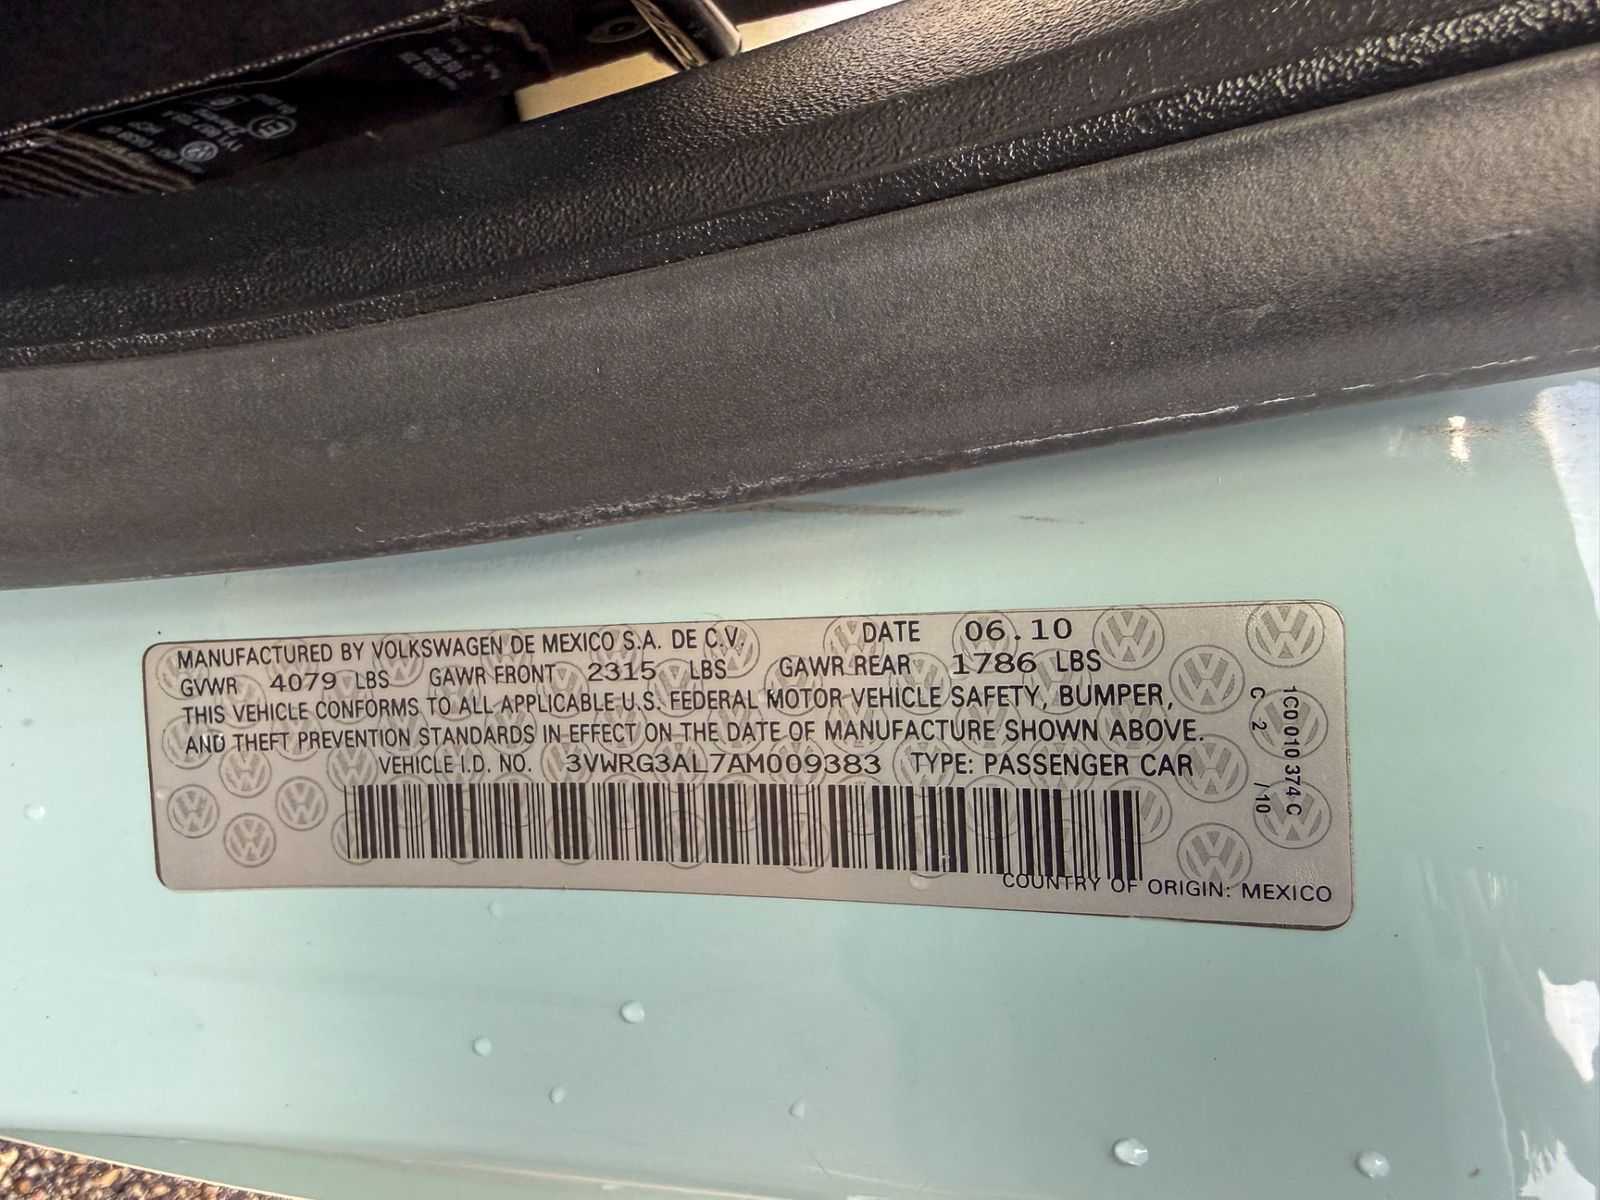 MANUFACTURED BY VOLKSWAGEN DE MEXICO S.A. DE C.V. DATE 06.10
GVWR 4079 LBS GAWR FRONT 2315 LBS GAWR REAR 1786 LBS
THIS VEHICLE CONFORMS TO ALL APPLICABLE U.S. FEDERAL MOTOR VEHICLE SAFETY, BUMPER,
AND THEFT PREVENTION STANDARDS IN EFFECT ON THE DATE OF MANUFACTURE SHOWN ABOVE.
VEHICLE I.D. NO. 3VWRG3AL7AM009383 TYPE: PASSENGER CAR
COUNTRY OF ORIGIN: MEXICO
1C0 010 374 C
C 2 / 10